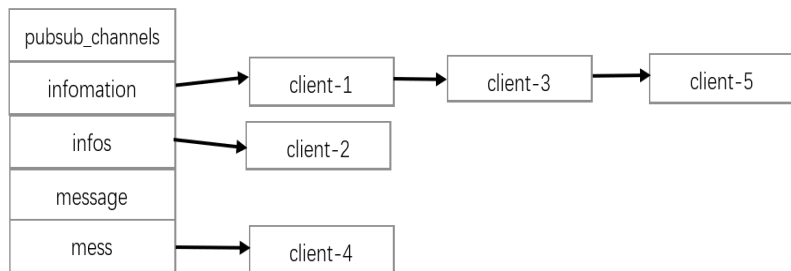 pubsub_channels
infomation
client-1
client-3
client-5
infos
client-2
message
mess
client-4